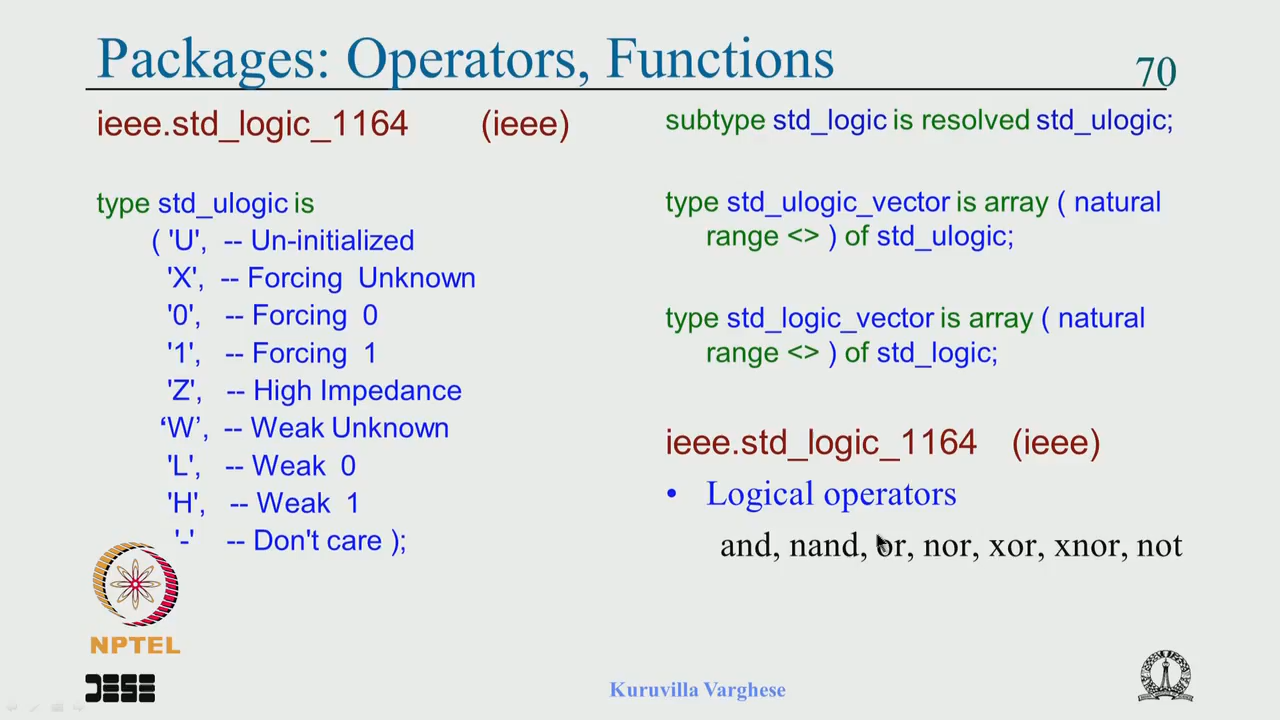 Packages: Operators, Functions
70
ieee.std_logic_1164 (ieee)
type std_ulogic is
( 'U', -- Un-initialized
'X', -- Forcing Unknown
'0', -- Forcing 0
'1', -- Forcing 1
'Z', -- High Impedance
‘W’, -- Weak Unknown
'L', -- Weak 0
'H', -- Weak 1
'-' -- Don't care );
subtype std_logic is resolved std_ulogic;
type std_ulogic_vector is array ( natural
range <> ) of std_ulogic;
type std_logic_vector is array ( natural
range <> ) of std_logic;
ieee.std_logic_1164 (ieee)
• Logical operators
and, nand, or, nor, xor, xnor, not
NPTEL
Kuruvilla Varghese